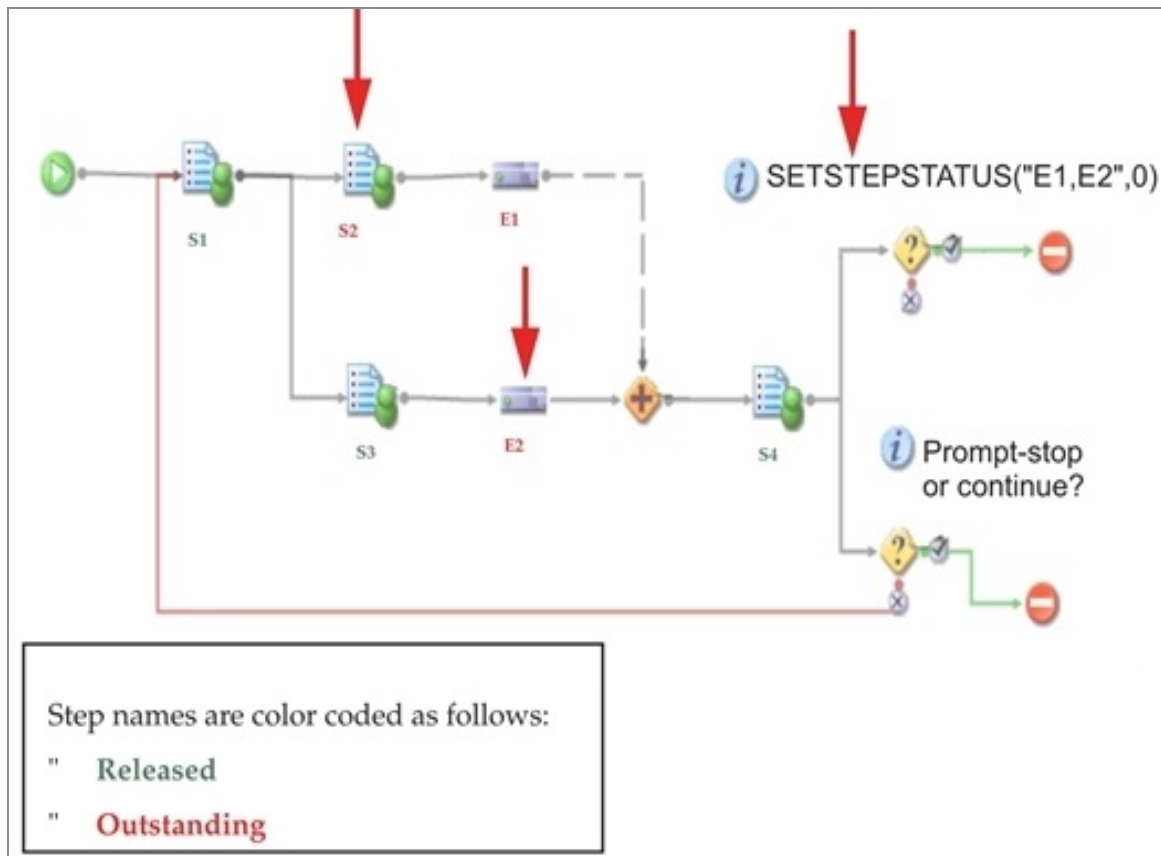 SETSTEPSTATUS("E1,E2",0)
S1
S2
E1
S3
E2
S4
Prompt-stop
or continue?
Step names are color coded as follows:
" Released
" Outstanding